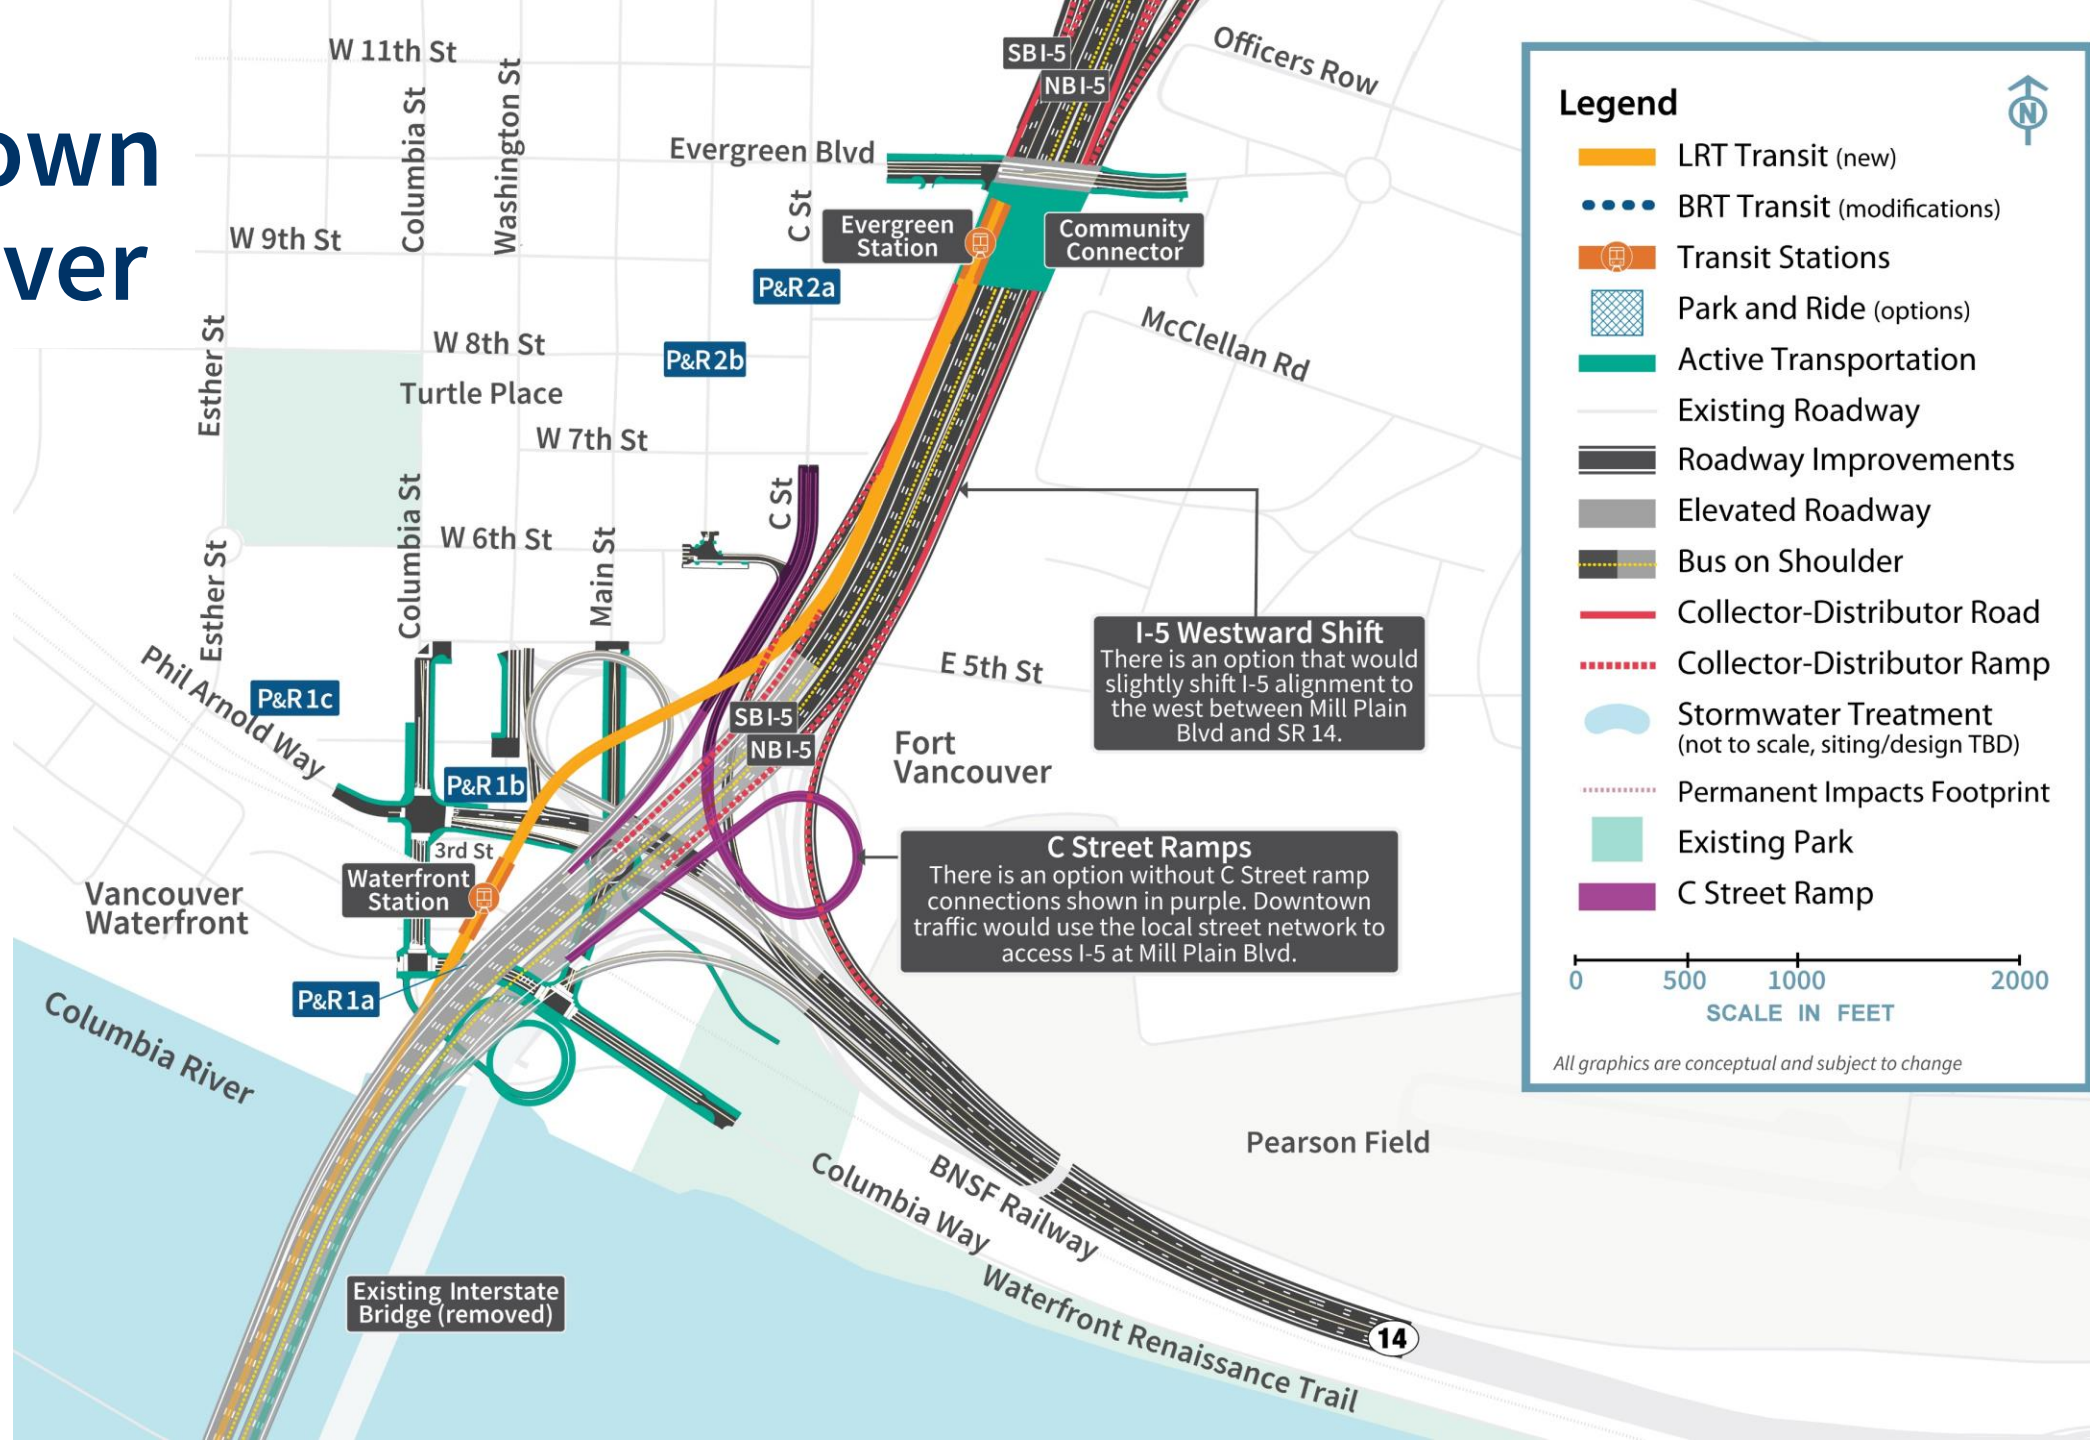 own
ver
W 11th St
Columbia St
Washington St
Evergreen Blvd
C St
W 9th St
SB I-5
NB I-5
Officers Row
Evergreen
Station
Community
Connector
P&R 2a
Esther St
W 8th St
P&R 2b
McClellan Rd
Turtle Place
W 7th St
Columbia St
C St
W 6th St
Main St
Esther St
E 5th St
I-5 Westward Shift
There is an option that would
slightly shift I-5 alignment to
the west between Mill Plain
Blvd and SR 14.
Phil Arnold Way
P&R 1c
SB I-5
NB I-5
Fort
Vancouver
P&R 1b
3rd St
Waterfront
Station
C Street Ramps
There is an option without C Street ramp
connections shown in purple. Downtown
traffic would use the local street network to
access I-5 at Mill Plain Blvd.
Vancouver
Waterfront
P&R 1a
Columbia River
Pearson Field
BNSF Railway
Columbia Way
Waterfront Renaissance Trail
Existing Interstate
Bridge (removed)
14
Legend
N
LRT Transit (new)
BRT Transit (modifications)
Transit Stations
Park and Ride (options)
Active Transportation
Existing Roadway
Roadway Improvements
Elevated Roadway
Bus on Shoulder
Collector-Distributor Road
Collector-Distributor Ramp
Stormwater Treatment
(not to scale, siting/design TBD)
Permanent Impacts Footprint
Existing Park
C Street Ramp
0 500 1000 2000
SCALE IN FEET
All graphics are conceptual and subject to change